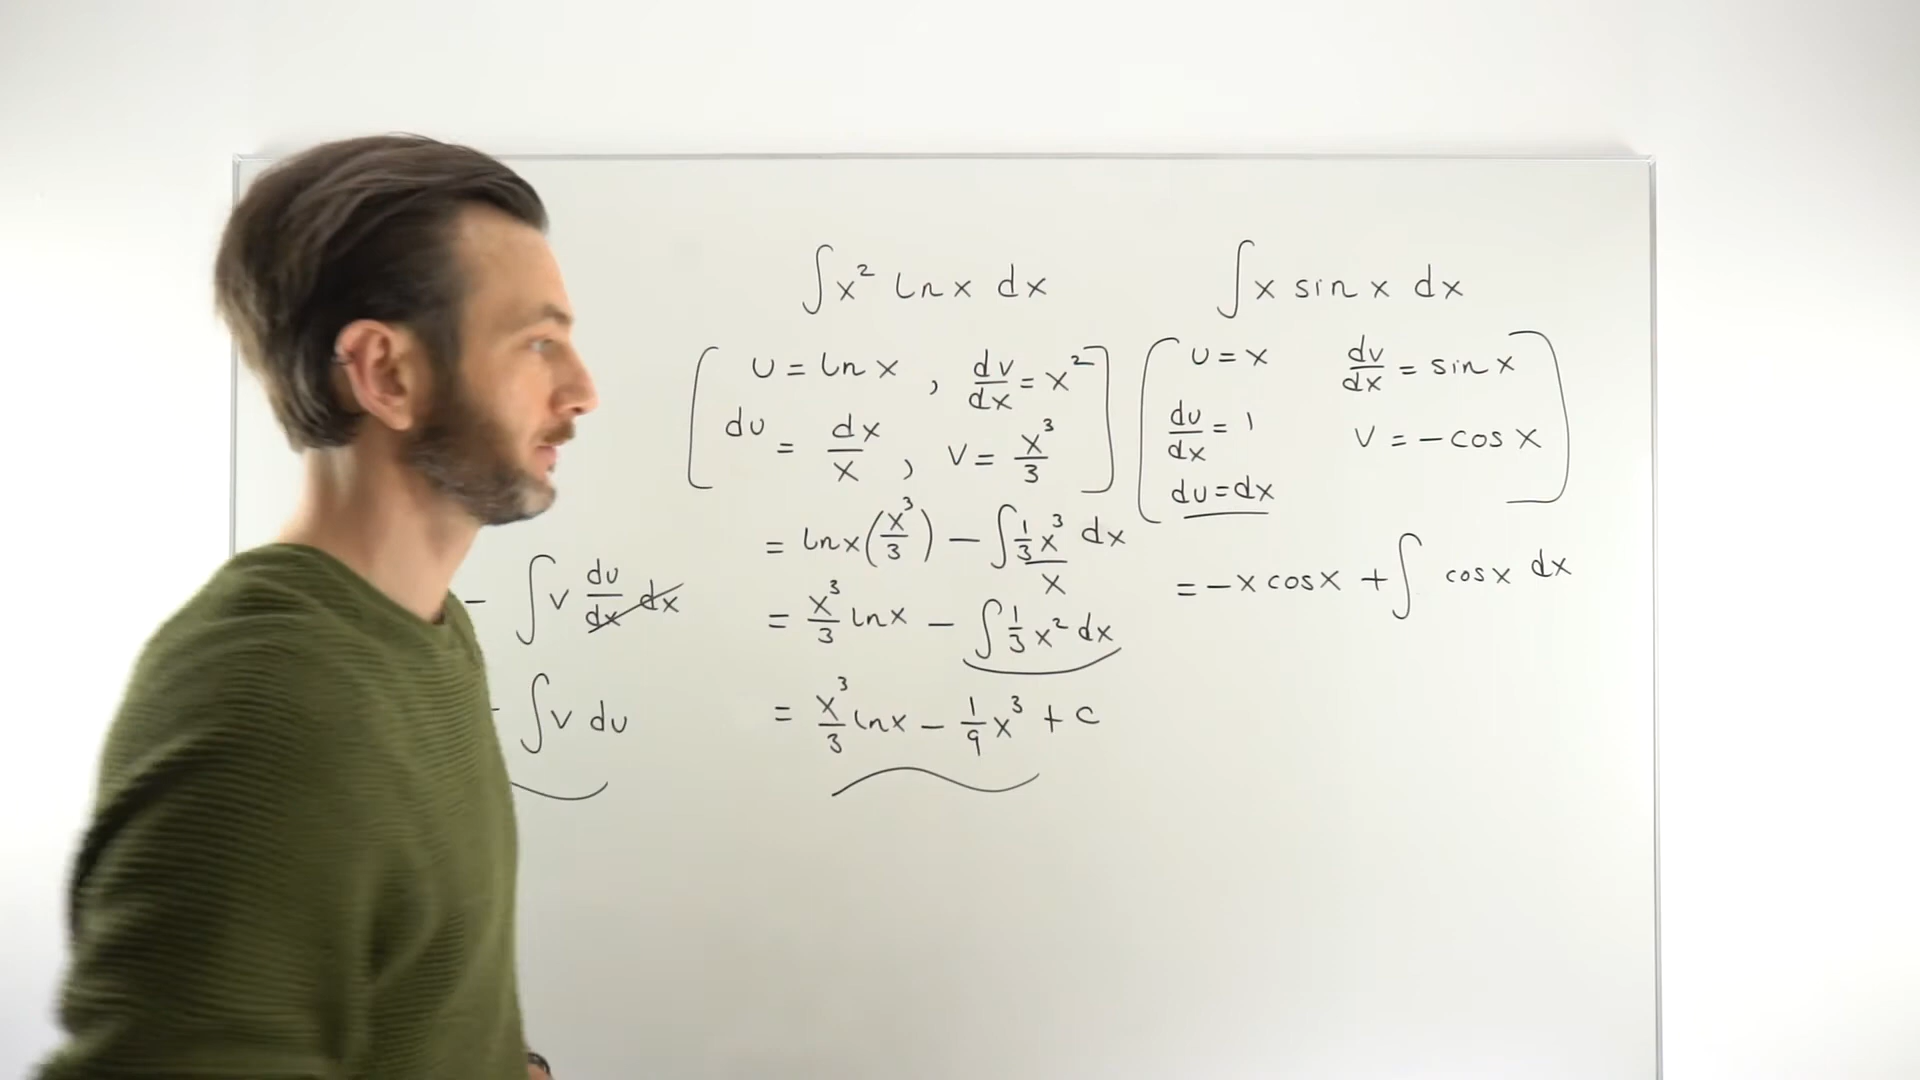 - ∫ v du/dx dx
- ∫ v du
∫ x² ln x dx
u = ln x , dv/dx = x²
du = dx/x , v = x³/3
= ln x (x³/3) - ∫ 1/3 x³/x dx
= x³/3 ln x - ∫ 1/3 x² dx
= x³/3 ln x - 1/9 x³ + c
∫ x sin x dx
u = x dv/dx = sin x
du/dx = 1 v = - cos x
du = dx
= - x cos x + ∫ cos x dx